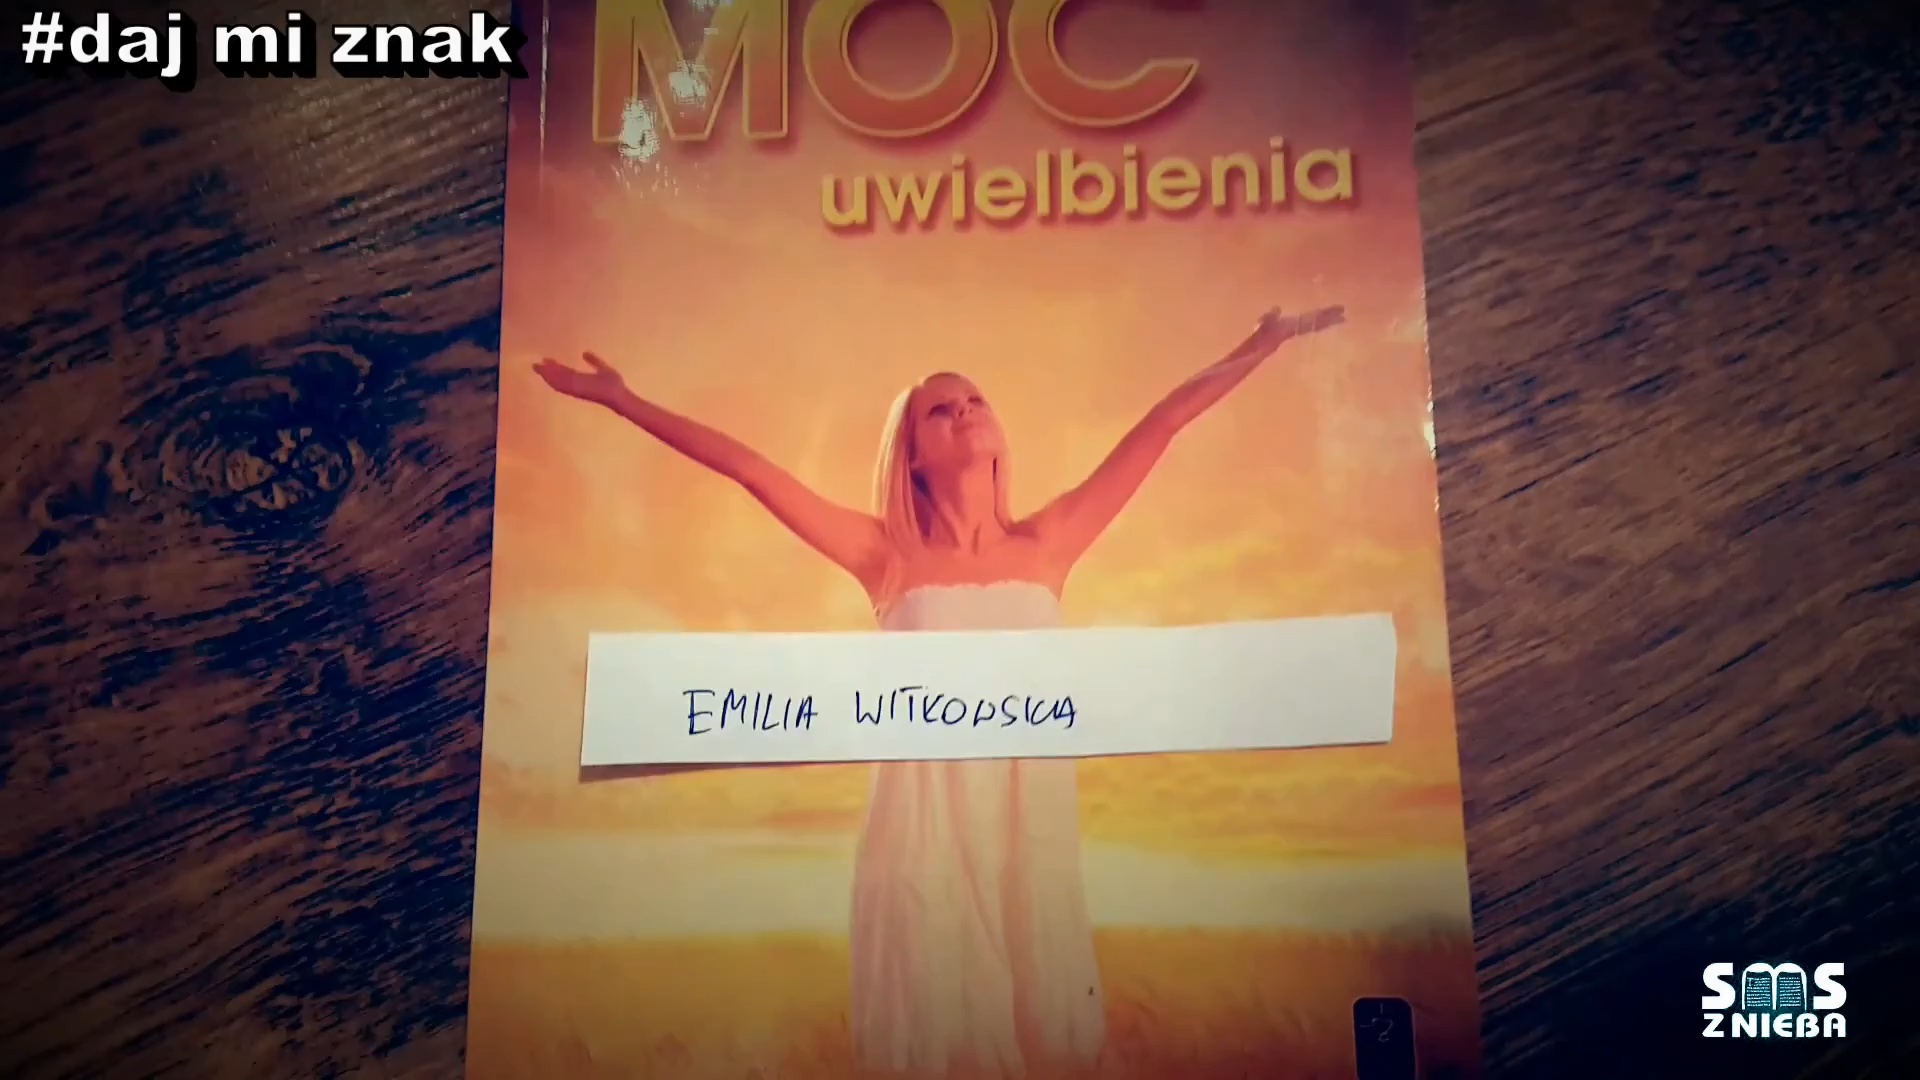 #daj mi znak
MOC
uwielbienia
EMILIA WITKOWSKA
SMS
Z NIEBA